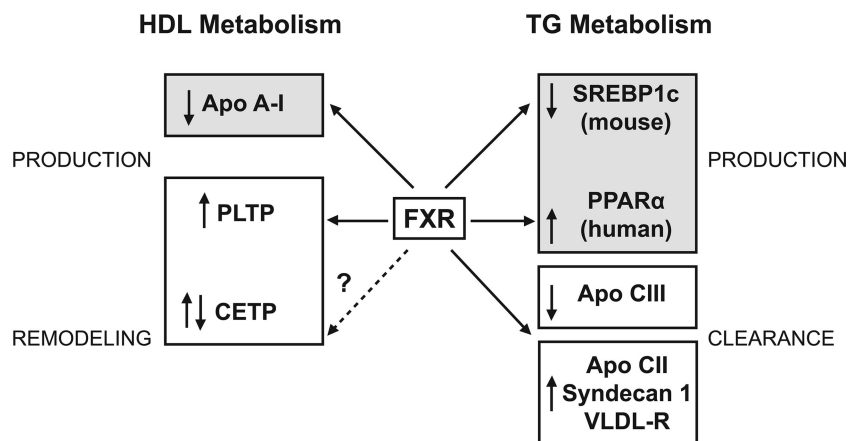 HDL Metabolism
TG Metabolism
↓ Apo A-I
PRODUCTION
↑ PLTP
↑↓ CETP
REMODELING
FXR
?
↓ SREBP1c
(mouse)
PRODUCTION
↑ PPARα
(human)
↓ Apo CIII
CLEARANCE
Apo CII
↑ Syndecan 1
VLDL-R